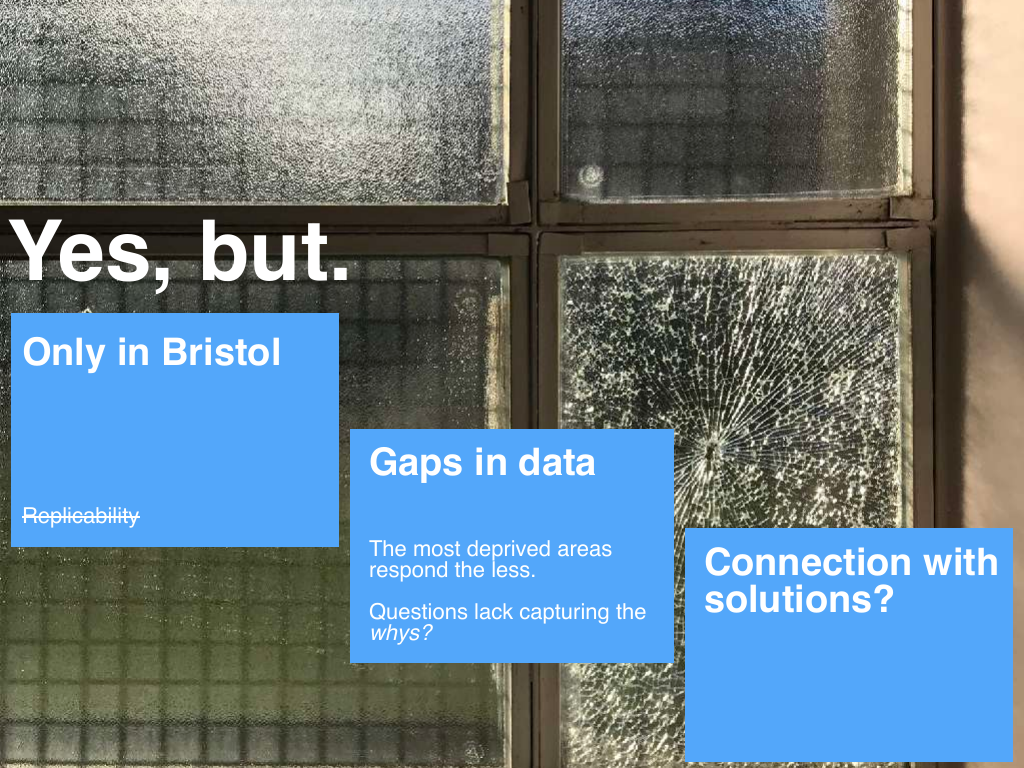 Yes, but.
Only in Bristol
Replicability
Gaps in data
The most deprived areas
respond the less.
Questions lack capturing the
whys?
Connection with
solutions?